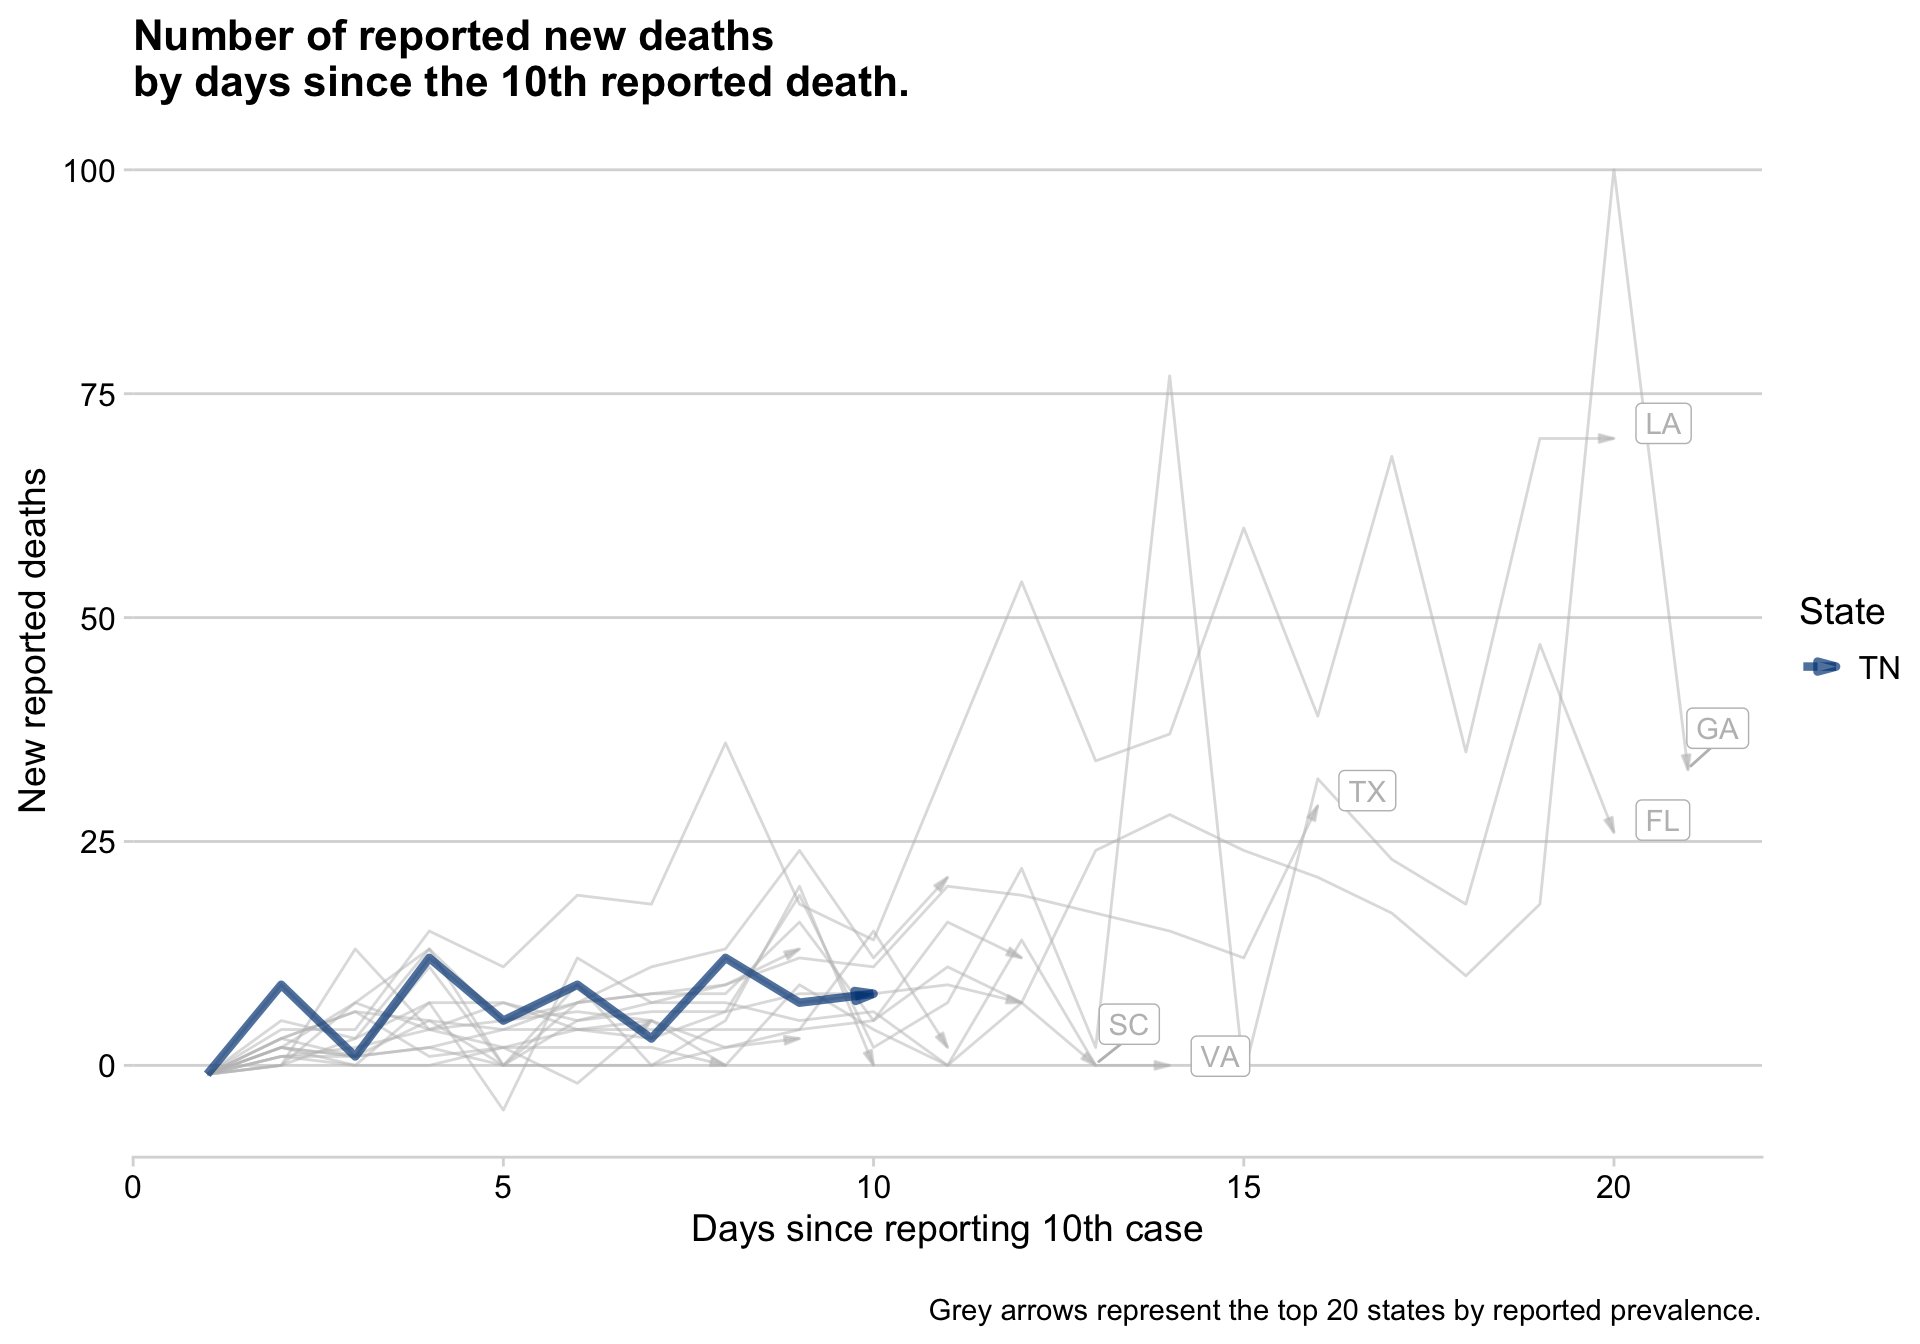 Number of reported new deaths
by days since the 10th reported death.
100
75
50
25
0
New reported deaths
LA
GA
TX
FL
SC
VA
State
TN
0 5 10 15 20
Days since reporting 10th case
Grey arrows represent the top 20 states by reported prevalence.